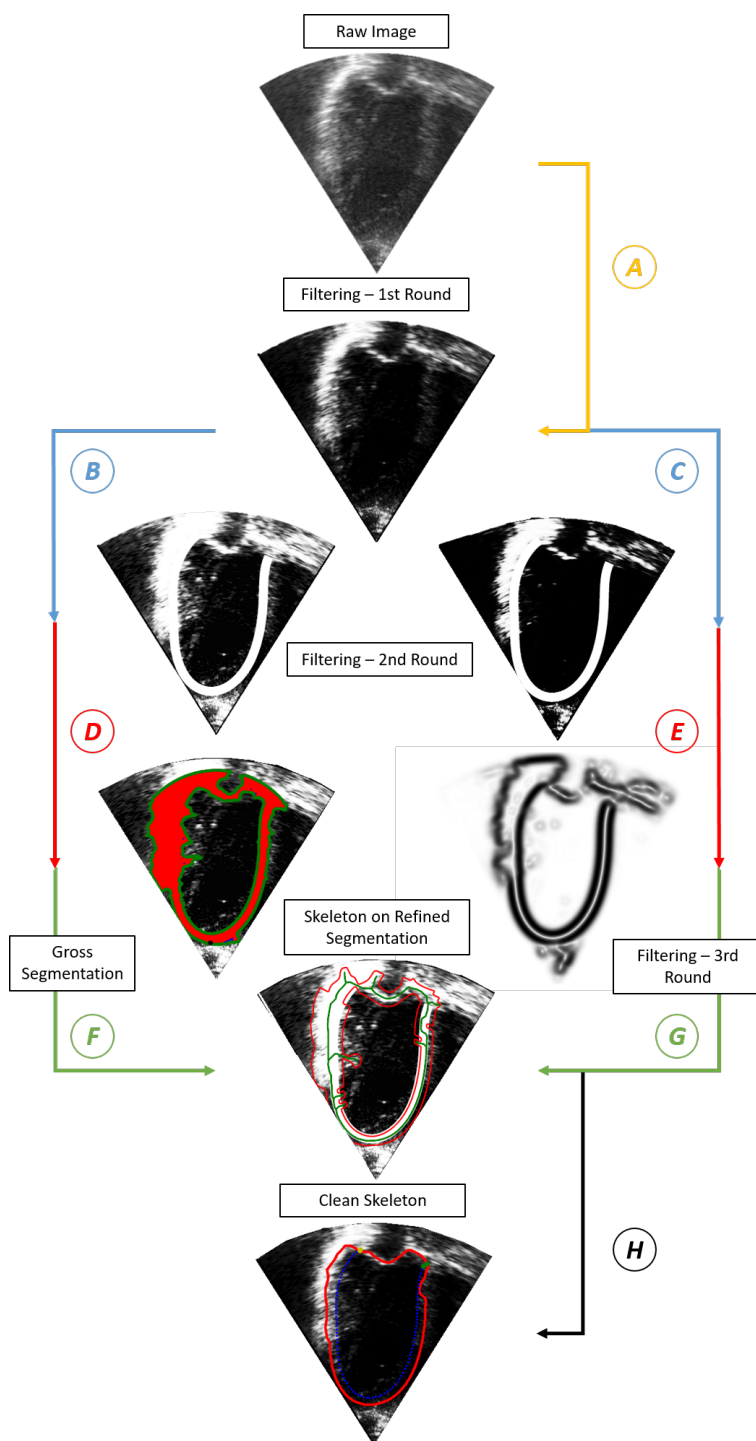 Raw Image
A
Filtering – 1st Round
B
C
Filtering – 2nd Round
D
E
Skeleton on Refined
Segmentation
Gross
Segmentation
Filtering – 3rd
Round
F
G
Clean Skeleton
H